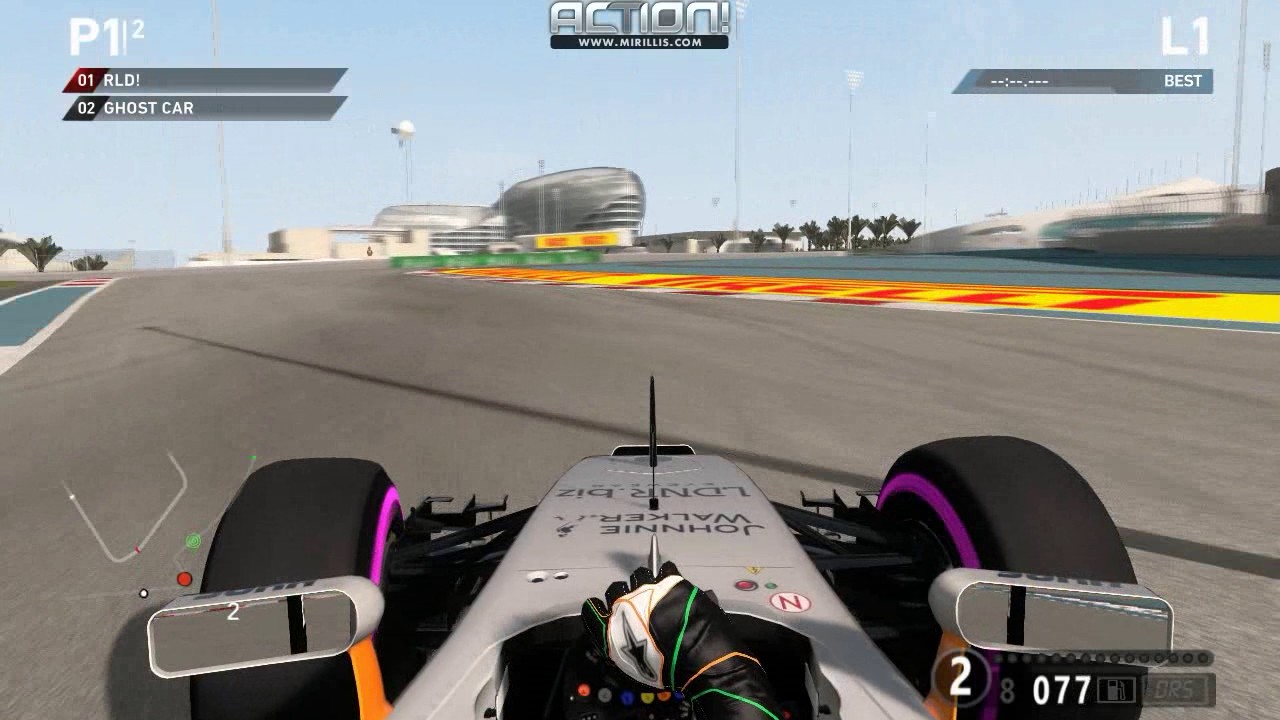 P1|2
ACTION!
WWW.MIRILLIS.COM
L1
01 RLD!
02 GHOST CAR
--:--.---
BEST
LDNR.biz
JOHNNIE
WALKER
N
2
2
8 077
DRS